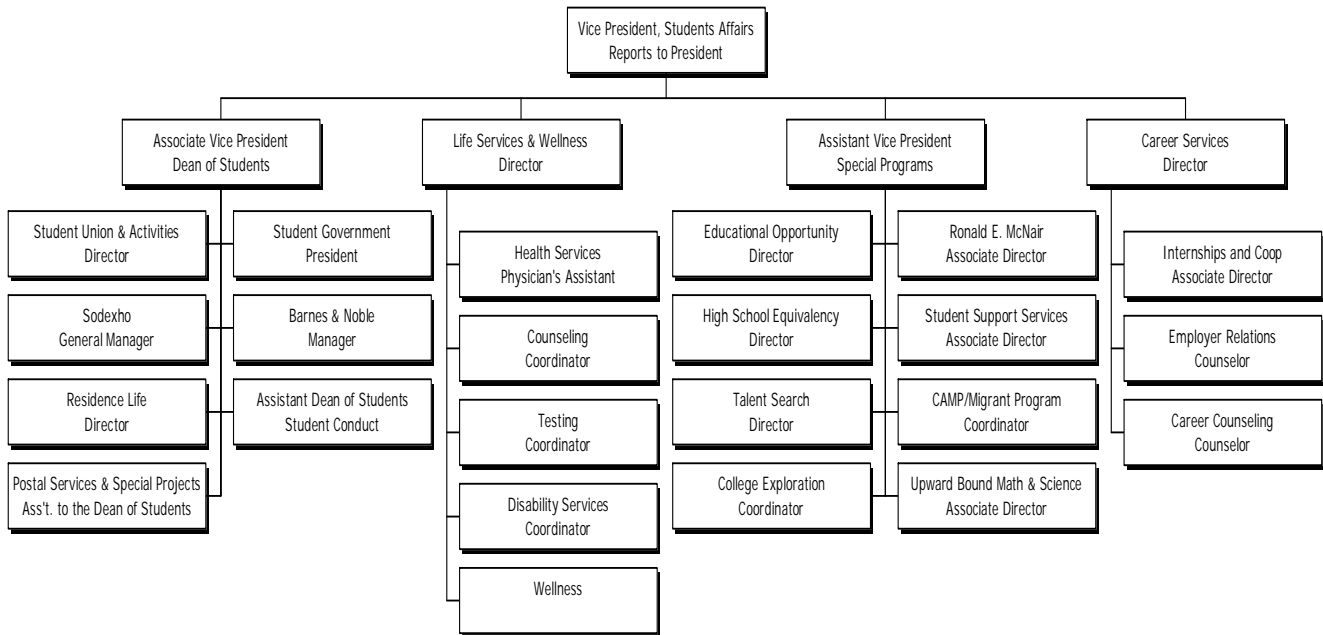 Vice President, Students Affairs
Reports to President
Associate Vice President
Dean of Students
Life Services & Wellness
Director
Assistant Vice President
Special Programs
Career Services
Director
Student Union & Activities
Director
Student Government
President
Sodexho
General Manager
Barnes & Noble
Manager
Residence Life
Director
Assistant Dean of Students
Student Conduct
Postal Services & Special Projects
Ass't. to the Dean of Students
Health Services
Physician's Assistant
Counseling
Coordinator
Testing
Coordinator
Disability Services
Coordinator
Wellness
Educational Opportunity
Director
Ronald E. McNair
Associate Director
High School Equivalency
Director
Student Support Services
Associate Director
Talent Search
Director
CAMP/Migrant Program
Coordinator
College Exploration
Coordinator
Upward Bound Math & Science
Associate Director
Internships and Coop
Associate Director
Employer Relations
Counselor
Career Counseling
Counselor